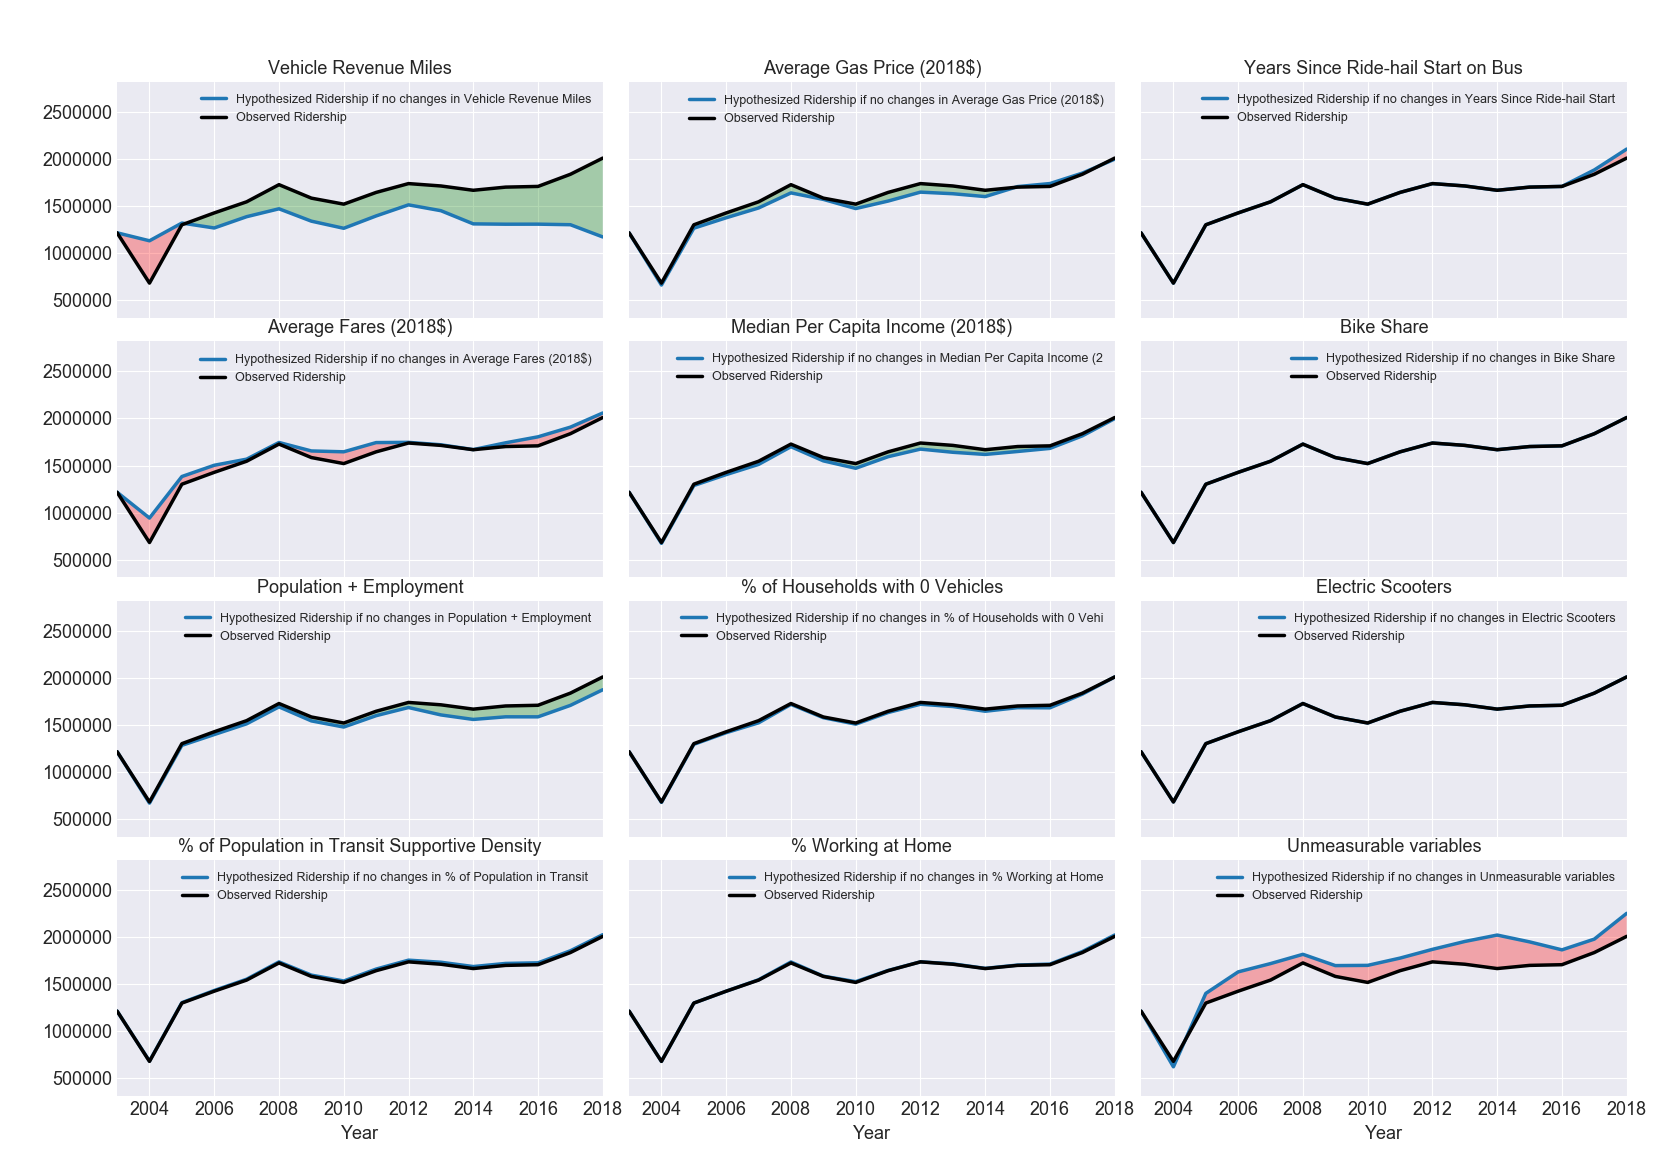 Vehicle Revenue Miles
Hypothesized Ridership if no changes in Vehicle Revenue Miles
Observed Ridership
2500000
2000000
1500000
1000000
500000
Average Gas Price (2018$)
Hypothesized Ridership if no changes in Average Gas Price (2018$)
Observed Ridership
Years Since Ride-hail Start on Bus
Hypothesized Ridership if no changes in Years Since Ride-hail Start
Observed Ridership
Average Fares (2018$)
Hypothesized Ridership if no changes in Average Fares (2018$)
Observed Ridership
2500000
2000000
1500000
1000000
500000
Median Per Capita Income (2018$)
Hypothesized Ridership if no changes in Median Per Capita Income (2
Observed Ridership
Bike Share
Hypothesized Ridership if no changes in Bike Share
Observed Ridership
Population + Employment
Hypothesized Ridership if no changes in Population + Employment
Observed Ridership
2500000
2000000
1500000
1000000
500000
% of Households with 0 Vehicles
Hypothesized Ridership if no changes in % of Households with 0 Vehi
Observed Ridership
Electric Scooters
Hypothesized Ridership if no changes in Electric Scooters
Observed Ridership
% of Population in Transit Supportive Density
Hypothesized Ridership if no changes in % of Population in Transit
Observed Ridership
2500000
2000000
1500000
1000000
500000
2004 2006 2008 2010 2012 2014 2016 2018
Year
% Working at Home
Hypothesized Ridership if no changes in % Working at Home
Observed Ridership
2004 2006 2008 2010 2012 2014 2016 2018
Year
Unmeasurable variables
Hypothesized Ridership if no changes in Unmeasurable variables
Observed Ridership
2004 2006 2008 2010 2012 2014 2016 2018
Year